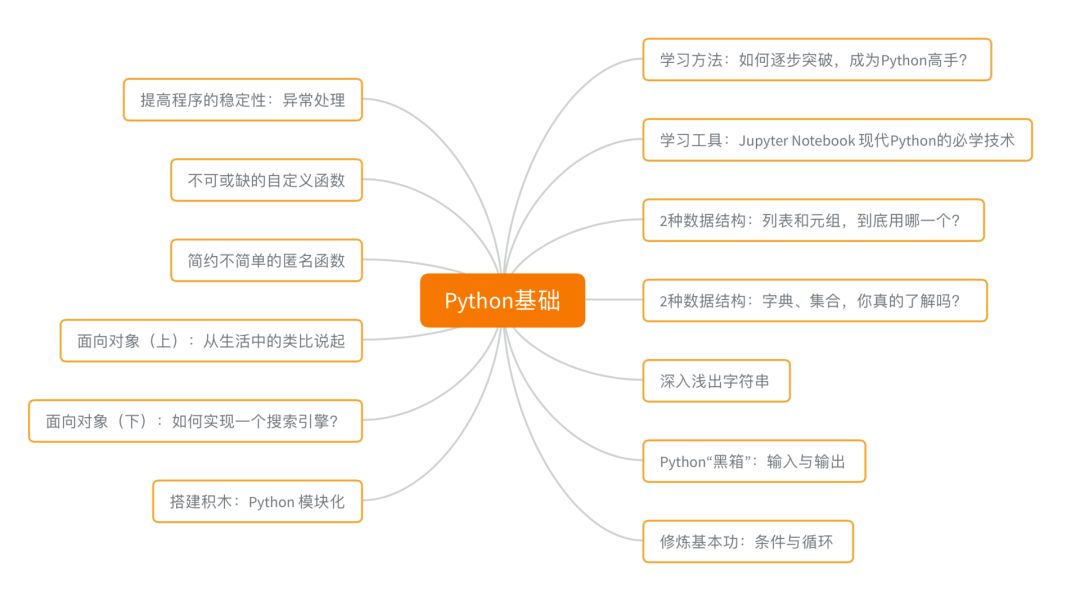 Python基础
学习方法：如何逐步突破，成为Python高手？
学习工具：Jupyter Notebook 现代Python的必学技术
2种数据结构：列表和元组，到底用哪一个？
2种数据结构：字典、集合，你真的了解吗？
深入浅出字符串
Python“黑箱”：输入与输出
修炼基本功：条件与循环
提高程序的稳定性：异常处理
不可或缺的自定义函数
简约不简单的匿名函数
面向对象（上）：从生活中的类比说起
面向对象（下）：如何实现一个搜索引擎？
搭建积木：Python 模块化